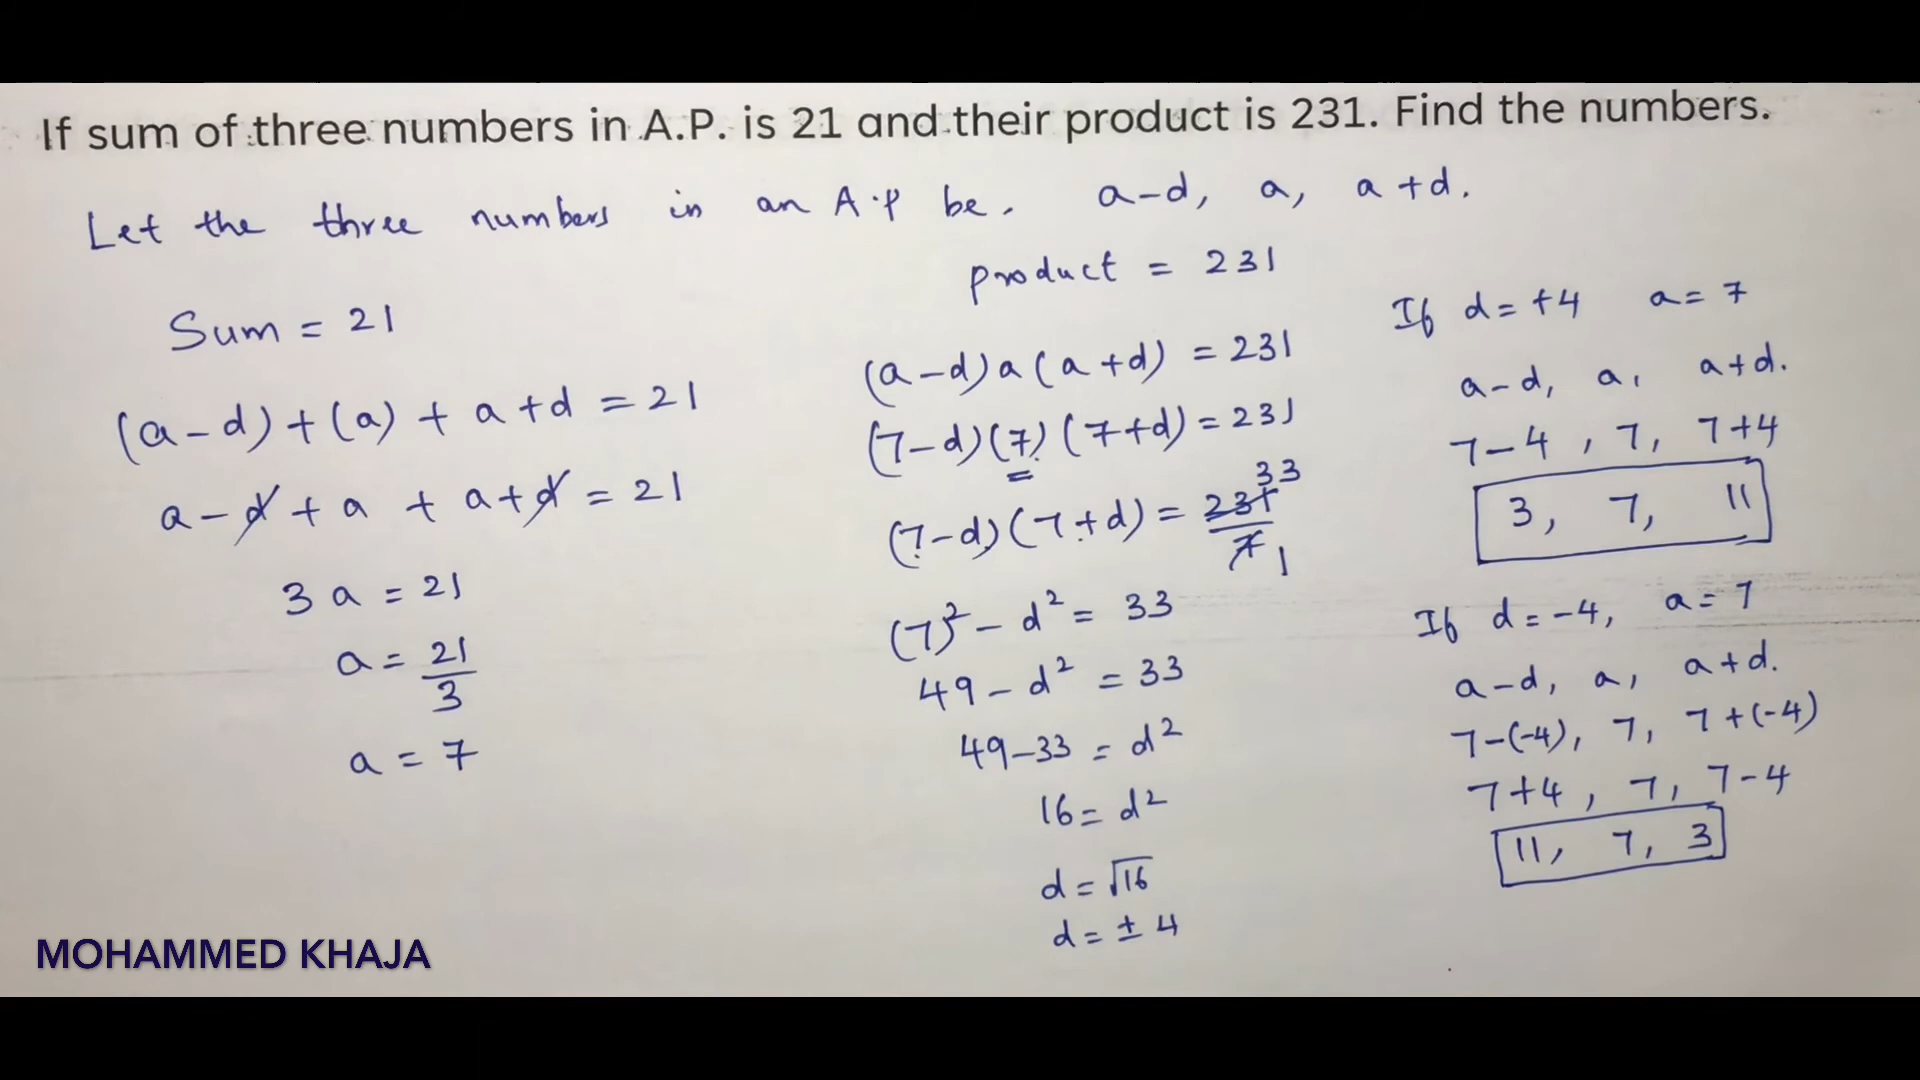 If sum of three numbers in A.P. is 21 and their product is 231. Find the numbers.
Let the three numbers in an A.P be. a-d, a, a+d.
Sum = 21
(a-d)+(a)+ a+d = 21
a-d+a + a+d = 21
3a = 21
a = 21/3
a = 7
product = 231
(a-d)a(a+d) = 231
(7-d)(7)(7+d) = 231
(7-d)(7+d) = 231/7 33 1
(7)² - d² = 33
49 - d² = 33
49-33 = d²
16 = d²
d = √16
d = ± 4
If d = +4 a = 7
a-d, a, a+d.
7-4, 7, 7+4
3, 7, 11
If d = -4, a = 7
a-d, a, a+d.
7-(-4), 7, 7+(-4)
7+4, 7, 7-4
11, 7, 3
MOHAMMED KHAJA